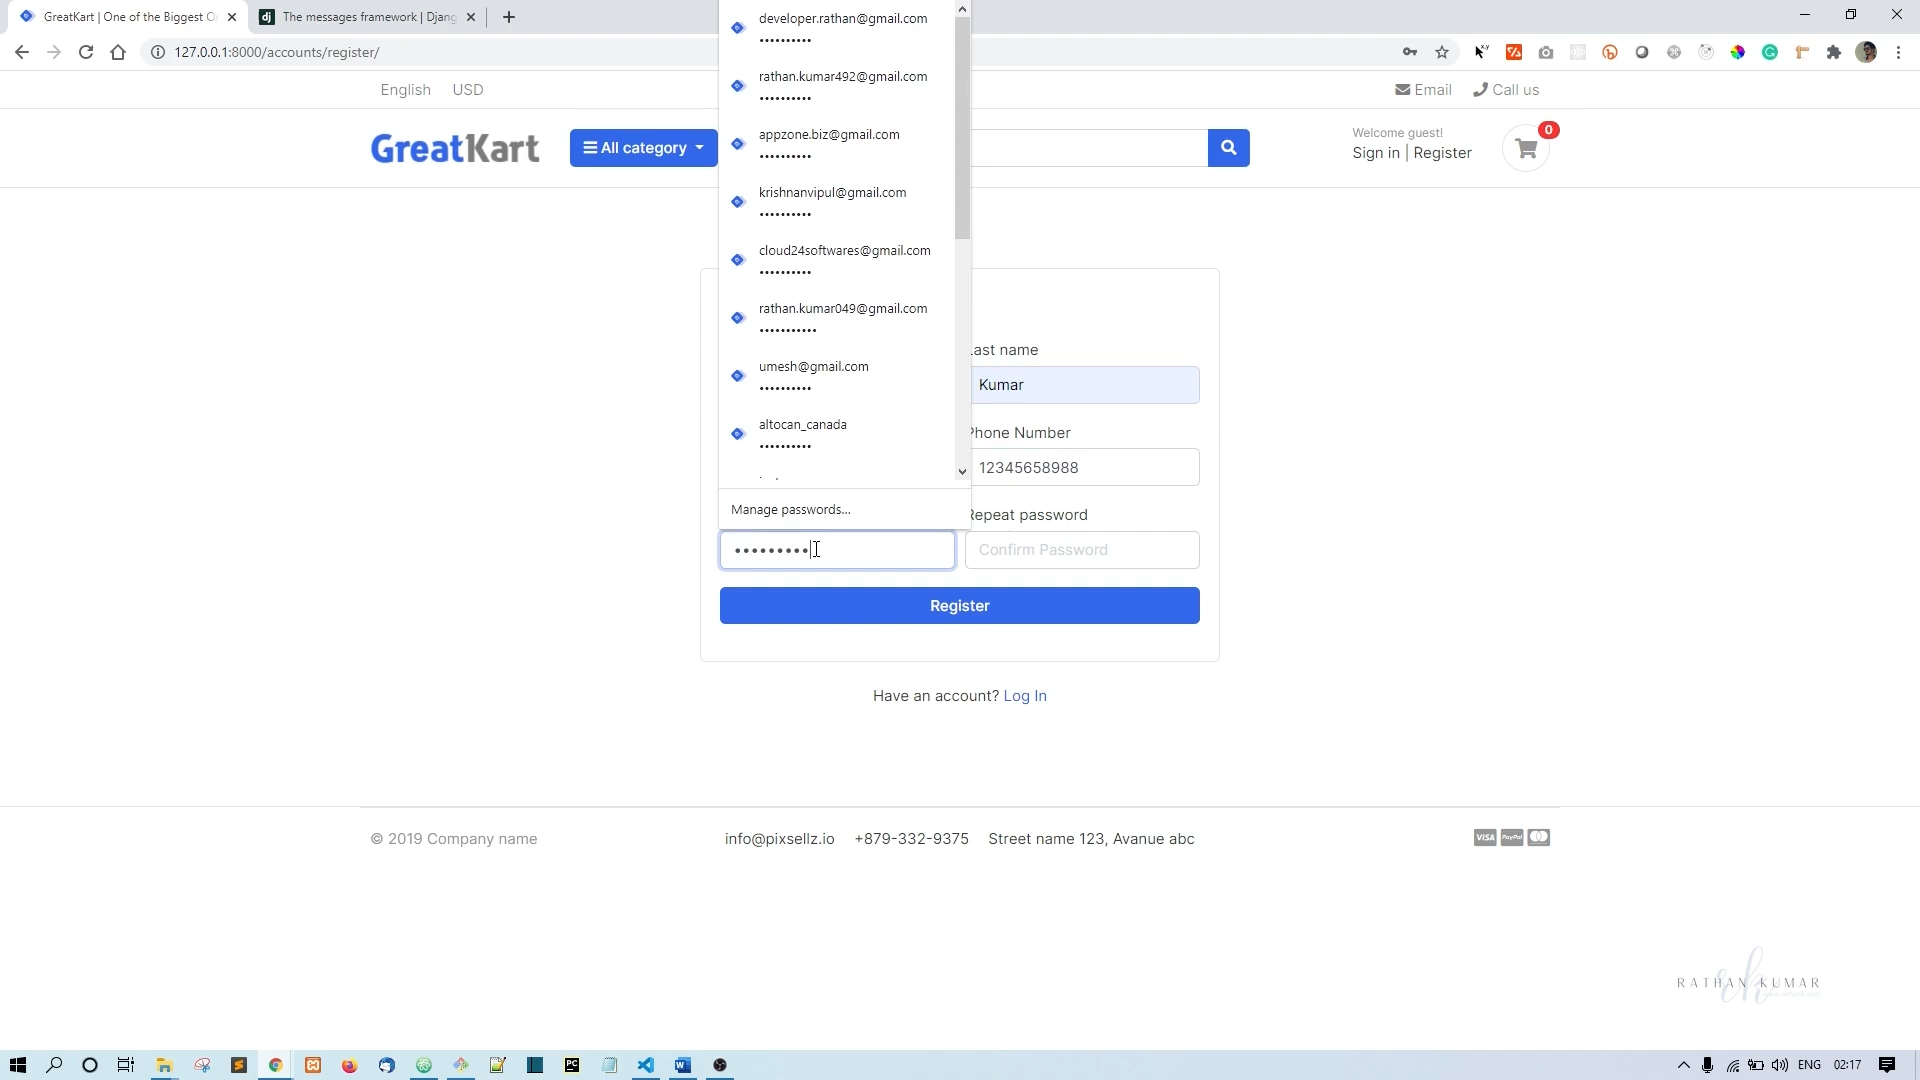 GreatKart | One of the Biggest O
The messages framework | Djang
127.0.0.1:8000/accounts/register/
English USD
Email Call us
GreatKart
All category
Welcome guest!
Sign in | Register
0
developer.rathan@gmail.com
••••••••••
rathan.kumar492@gmail.com
••••••••••
appzone.biz@gmail.com
••••••••••
krishnanvipul@gmail.com
••••••••••
cloud24softwares@gmail.com
••••••••••
rathan.kumar049@gmail.com
•••••••••••
umesh@gmail.com
••••••••••
altocan_canada
••••••••••
Manage passwords...
Last name
Kumar
Phone Number
12345658988
Repeat password
•••••••••
Confirm Password
Register
Have an account? Log In
© 2019 Company name
info@pixsellz.io +879-332-9375 Street name 123, Avanue abc
VISA PayPal
RATHAN KUMAR
ENG 02:17